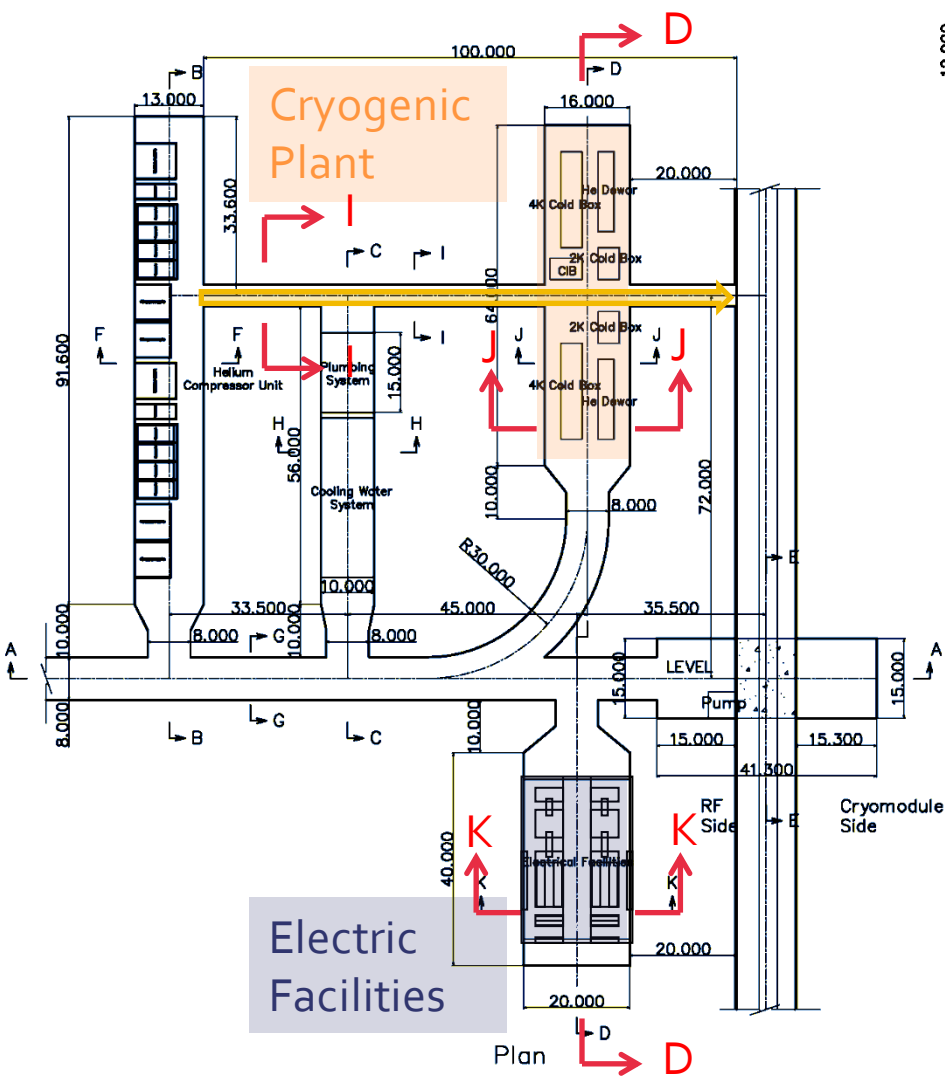 D
12.000
100.000
B
D
13.000
16.000
Cryogenic
Plant
20.000
He Dewar
4K Cold Box
33.600
I
C
I
2K Cold Box
CIB
64.000
2K Cold Box
F
F
I
I
J
J
J
J
91.600
Helium
Compressor Unit
Plumbing
System
15.000
4K Cold Box
He Dewar
H
H
56.000
Cooling Water
System
10.000
8.000
72.000
R30.000
E
10.000
33.500
45.000
35.500
10.000
8.000
10.000
8.000
G
A
A
LEVEL
15.000
15.000
Pump
8.000
G
B
C
10.000
15.000
15.300
41.300
RF
Side
Cryomodule
Side
E
K
K
Electrical Facilities
40.000
K
K
Electric
Facilities
20.000
20.000
D
Plan
D